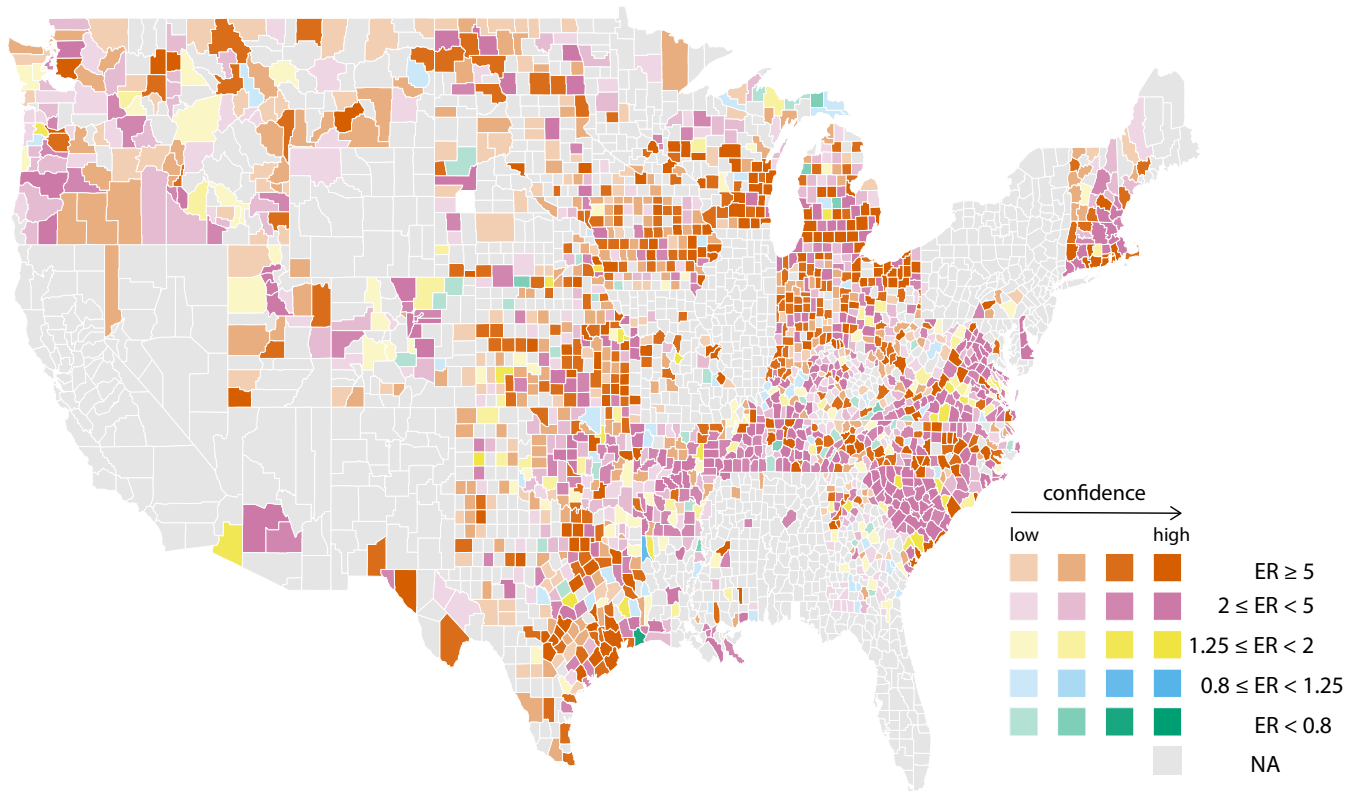 confidence
low high
ER ≥ 5
2 ≤ ER < 5
1.25 ≤ ER < 2
0.8 ≤ ER < 1.25
ER < 0.8
NA